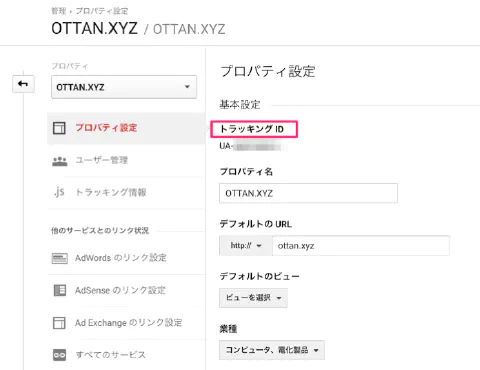 管理 › プロパティ設定
OTTAN.XYZ / OTTAN.XYZ
プロパティ
OTTAN.XYZ
プロパティ設定
ユーザー管理
.js トラッキング情報
他のサービスとのリンク状況
AdWords のリンク設定
AdSense のリンク設定
Ad Exchange のリンク設定
すべてのサービス
プロパティ設定
基本設定
トラッキング ID
UA-
プロパティ名
OTTAN.XYZ
デフォルトの URL
http:// ottan.xyz
デフォルトのビュー
ビューを選択
業種
コンピュータ、電化製品